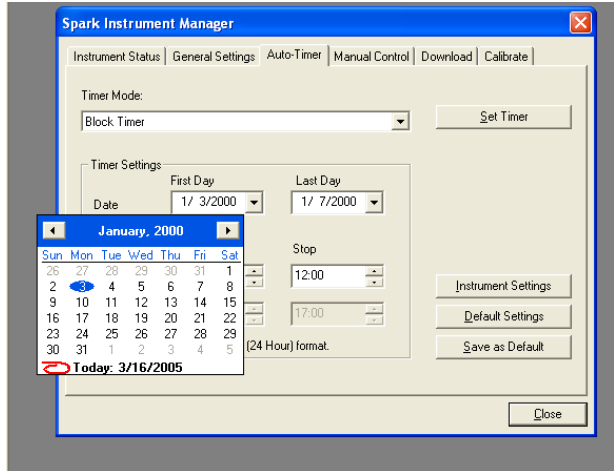 Spark Instrument Manager
Instrument Status General Settings Auto-Timer Manual Control Download Calibrate
Timer Mode:
Block Timer
Set Timer
Timer Settings
First Day Last Day
Date 1/ 3/2000 1/ 7/2000
January, 2000
Sun Mon Tue Wed Thu Fri Sat
26 27 28 29 30 31 1
2 3 4 5 6 7 8
9 10 11 12 13 14 15
16 17 18 19 20 21 22
23 24 25 26 27 28 29
30 31 1 2 3 4 5
Today: 3/16/2005
Stop
12:00
17:00
(24 Hour) format.
Instrument Settings
Default Settings
Save as Default
Close